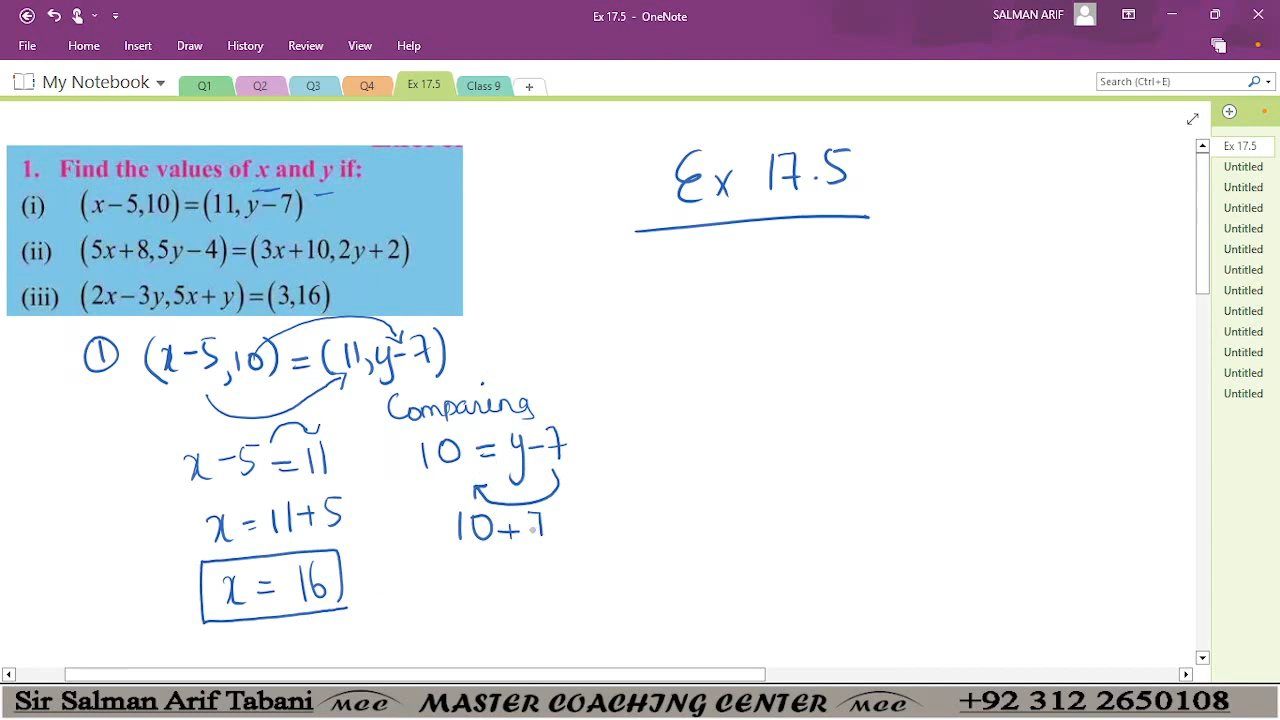 Ex 17.5 - OneNote
SALMAN ARIF
File Home Insert Draw History Review View Help
My Notebook Q1 Q2 Q3 Q4 Ex 17.5 Class 9 +
Search (Ctrl+E)
Ex 17.5
Untitled
Untitled
Untitled
Untitled
Untitled
Untitled
Untitled
Untitled
Untitled
Untitled
Untitled
Untitled
1. Find the values of x and y if:
(i) (x−5,10)=(11, y−7)
(ii) (5x+8,5y−4)=(3x+10,2y+2)
(iii) (2x−3y,5x+y)=(3,16)
Ex 17.5
① (x-5,10) = (11,y-7)
Comparing
x-5 = 11
10 = y-7
x = 11+5
10+7
x = 16
Sir Salman Arif Tabani mcc MASTER COACHING CENTER mcc +92 312 2650108